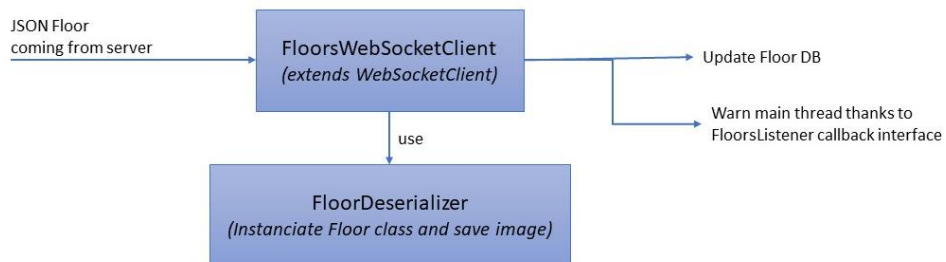 JSON Floor
coming from server
FloorsWebSocketClient
(extends WebSocketClient)
Update Floor DB
Warn main thread thanks to
FloorsListener callback interface
use
FloorDeserializer
(Instanciate Floor class and save image)